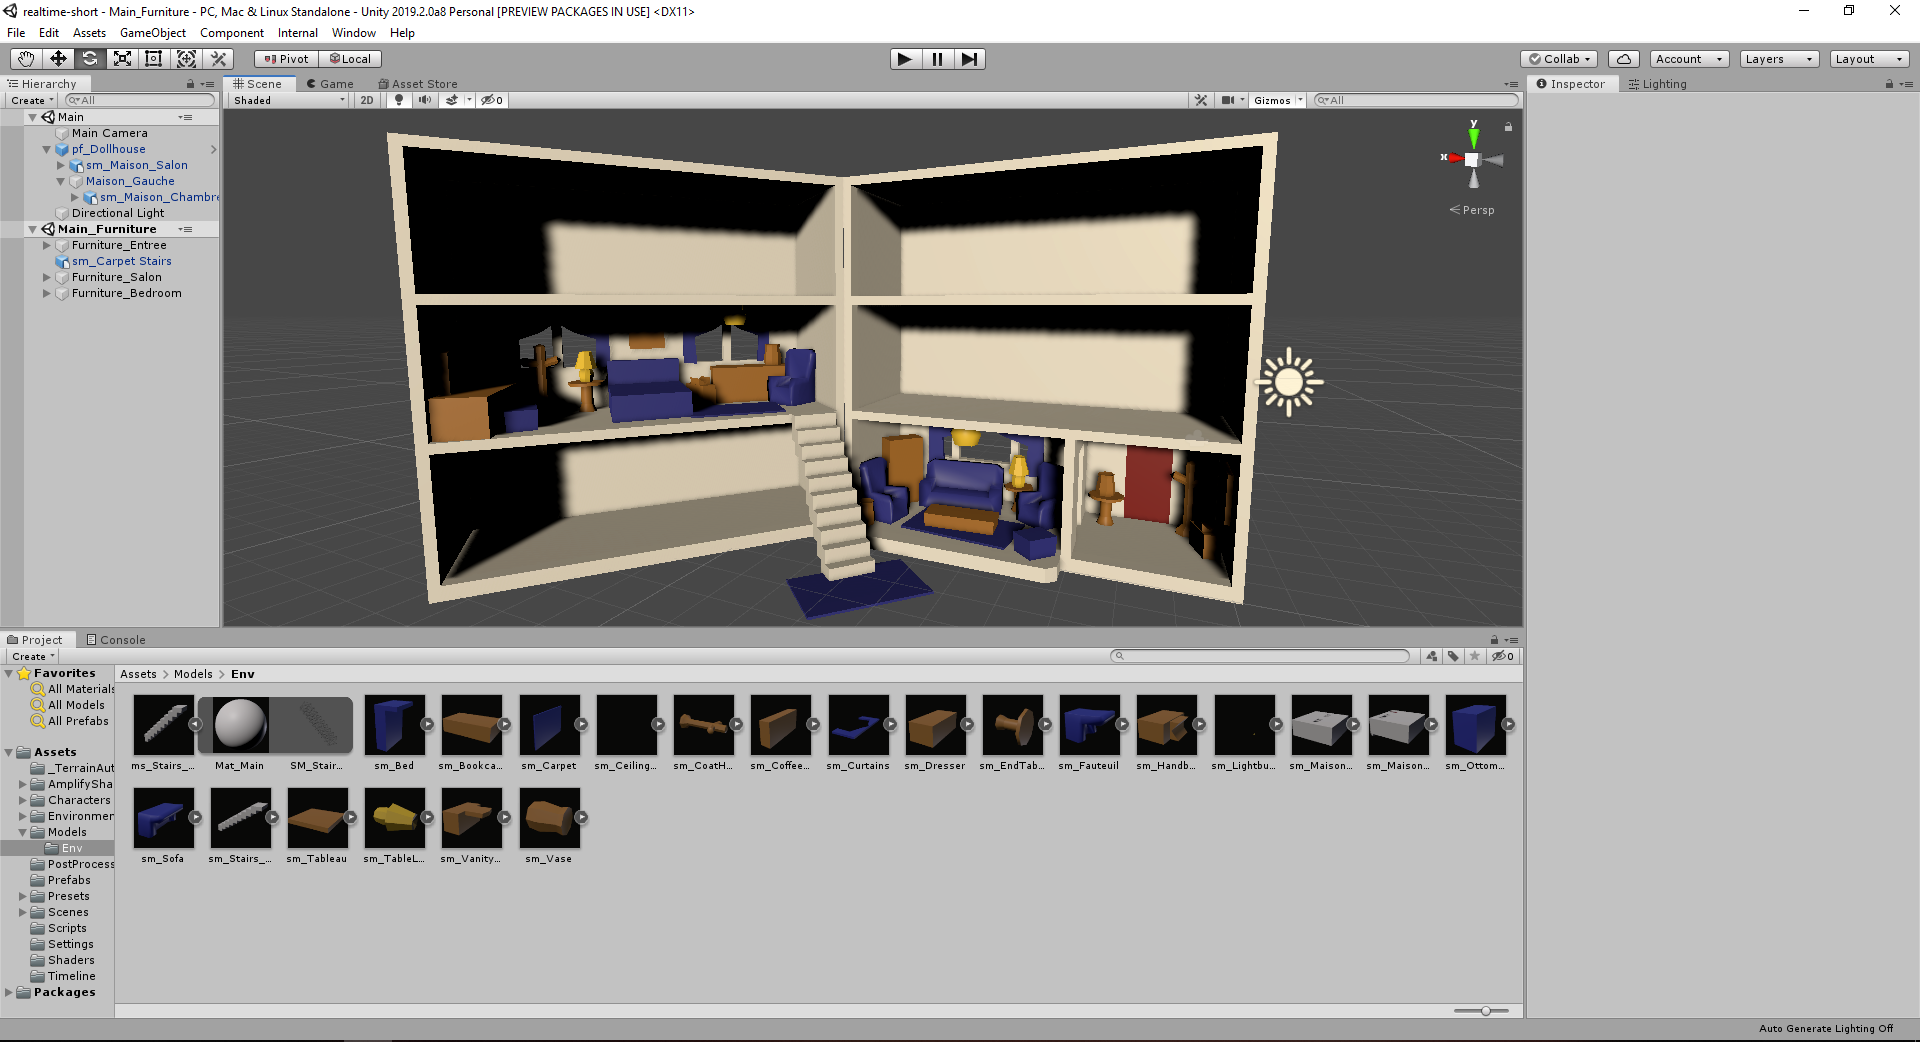 realtime-short - Main_Furniture - PC, Mac & Linux Standalone - Unity 2019.2.0a8 Personal [PREVIEW PACKAGES IN USE] <DX11>
File Edit Assets GameObject Component Internal Window Help
Pivot Local Collab Account Layers Layout
Hierarchy
Create All
Main
Main Camera
pf_Dollhouse
sm_Maison_Salon
Maison_Gauche
sm_Maison_Chambre
Directional Light
Main_Furniture
Furniture_Entree
sm_Carpet Stairs
Furniture_Salon
Furniture_Bedroom
Scene Game Asset Store
Shaded 2D 0 Gizmos All
y
x
Persp
Inspector Lighting
Project Console
Create 0
Favorites
All Materials
All Models
All Prefabs
Assets
_TerrainAut
AmplifySha
Characters
Environmen
Models
Env
PostProcess
Prefabs
Presets
Scenes
Scripts
Settings
Shaders
Timeline
Packages
Assets > Models > Env
ms_Stairs_... Mat_Main SM_Stair... sm_Bed sm_Bookca... sm_Carpet sm_Ceiling... sm_CoatH... sm_Coffee... sm_Curtains sm_Dresser sm_EndTab... sm_Fauteuil sm_Handb... sm_Lightbu... sm_Maison... sm_Maison... sm_Ottom...
sm_Sofa sm_Stairs_... sm_Tableau sm_TableL... sm_Vanity... sm_Vase
Auto Generate Lighting Off